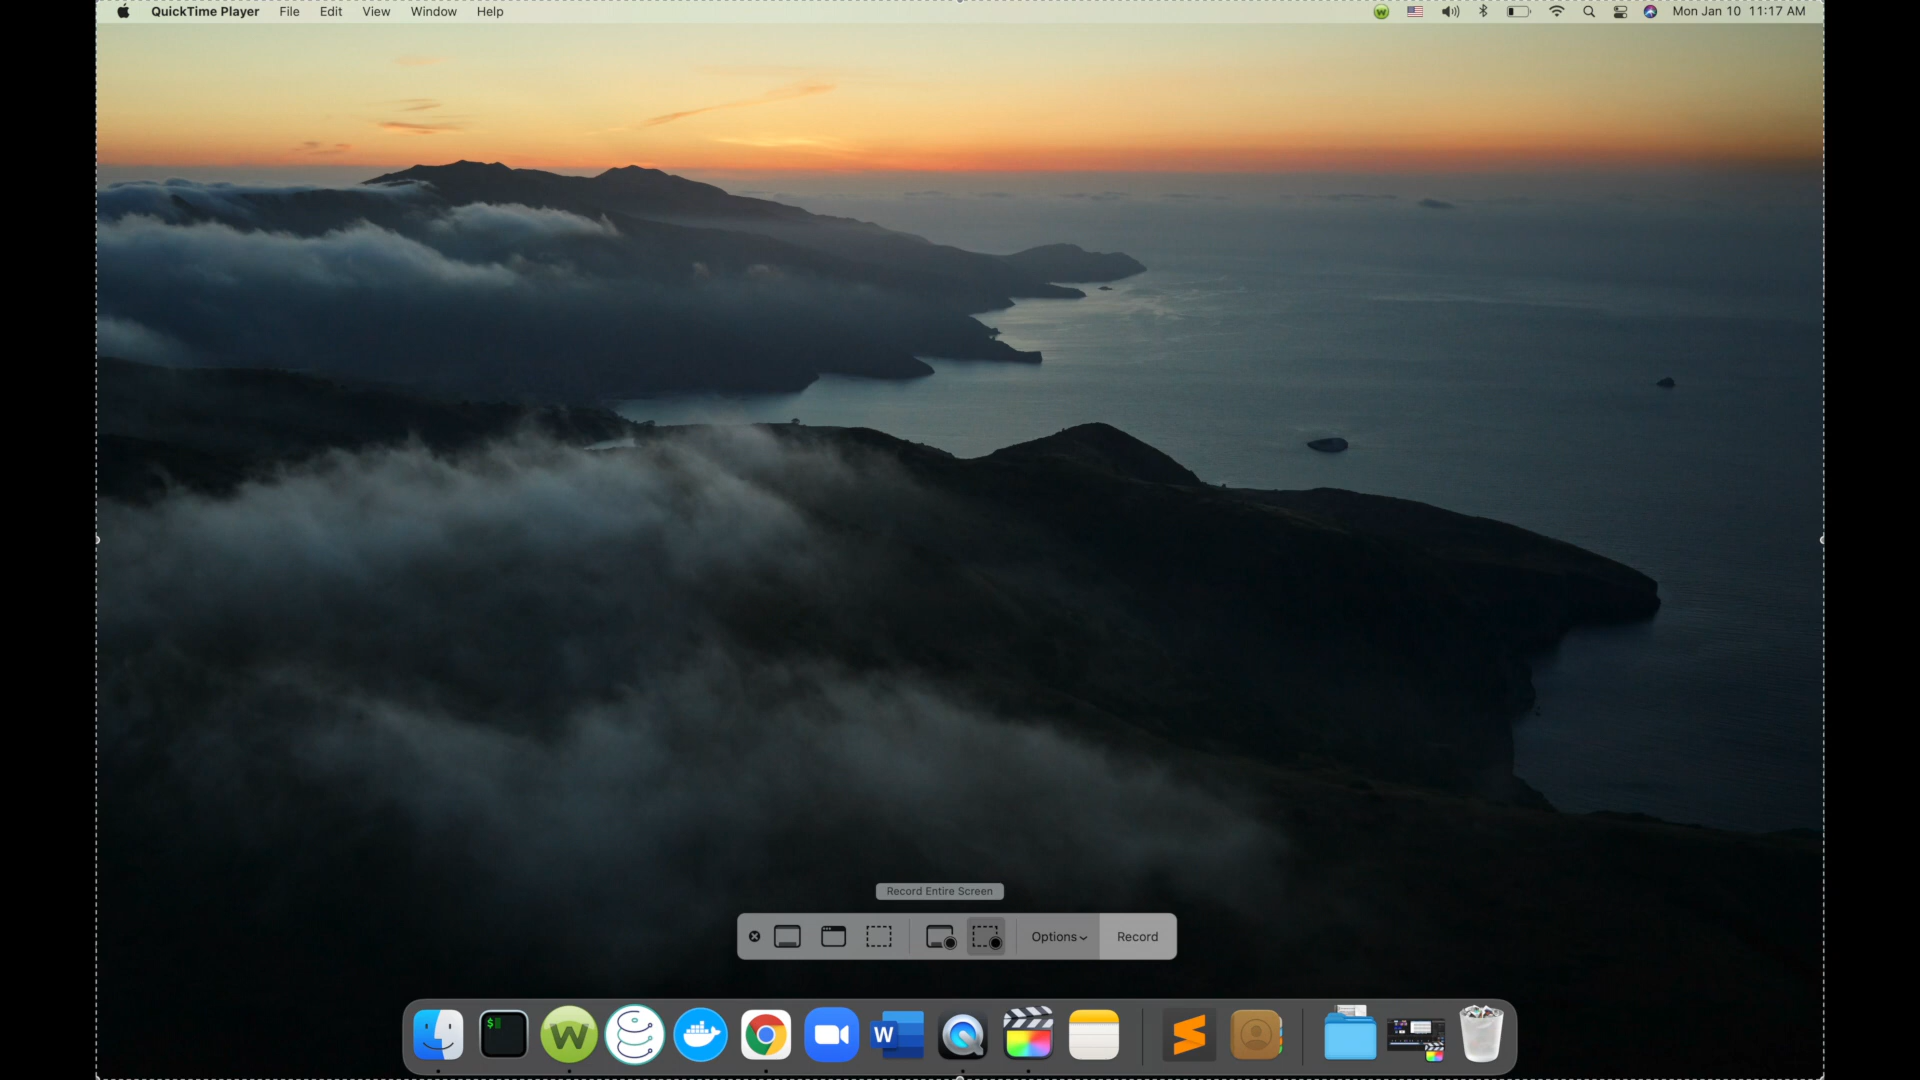 QuickTime Player File Edit View Window Help Mon Jan 10 11:17 AM
Record Entire Screen
Options Record
$
W
W